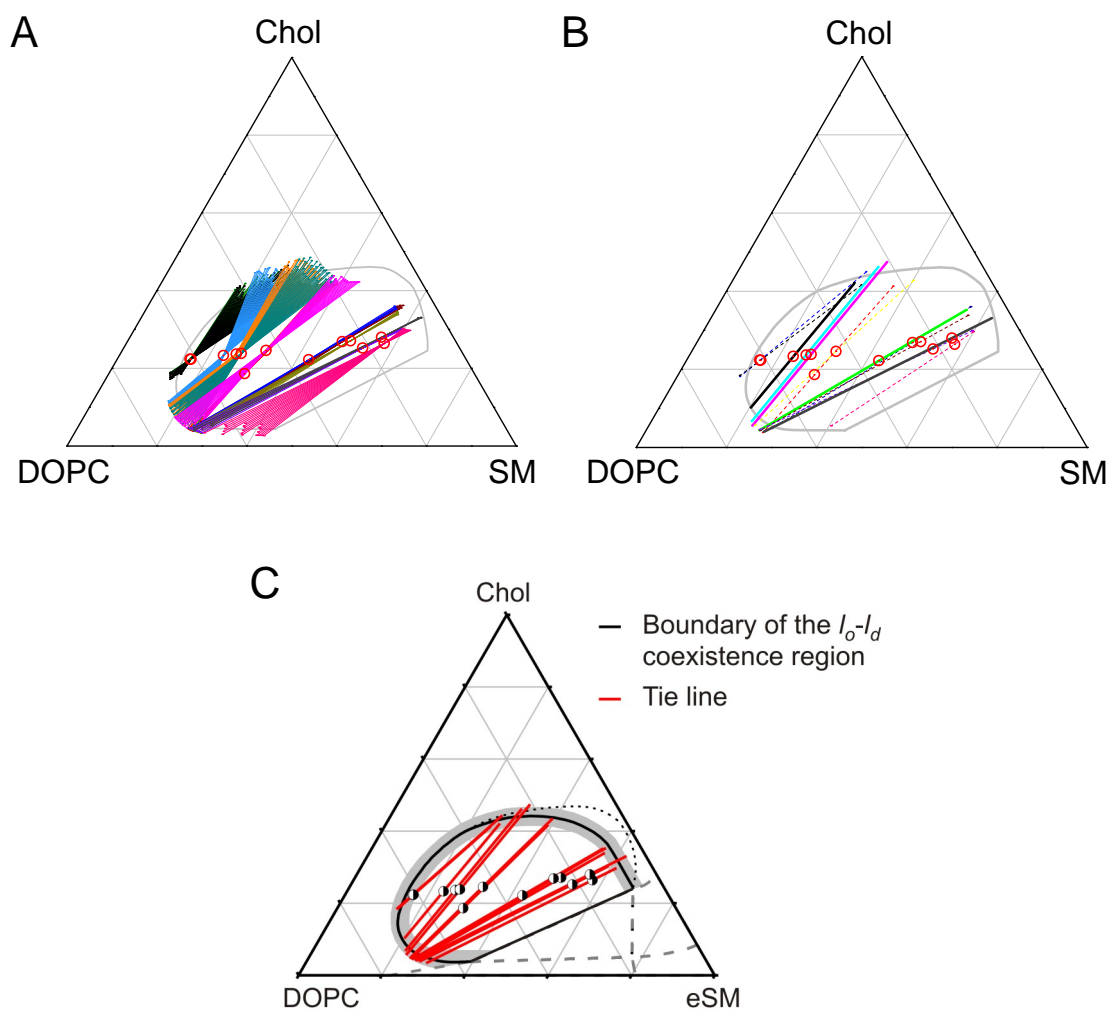 A
Chol
DOPC
SM
B
Chol
DOPC
SM
C
Chol
DOPC
eSM
Boundary of the lo-ld
coexistence region
Tie line